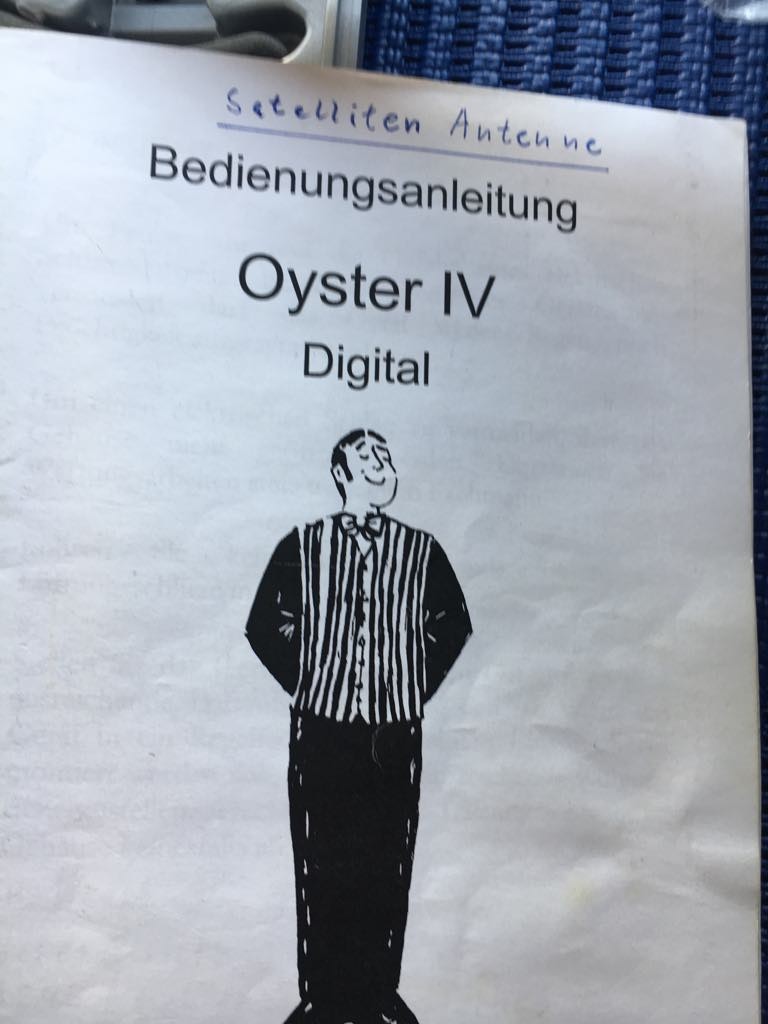 Satelliten Antenne
Bedienungsanleitung
Oyster IV
Digital